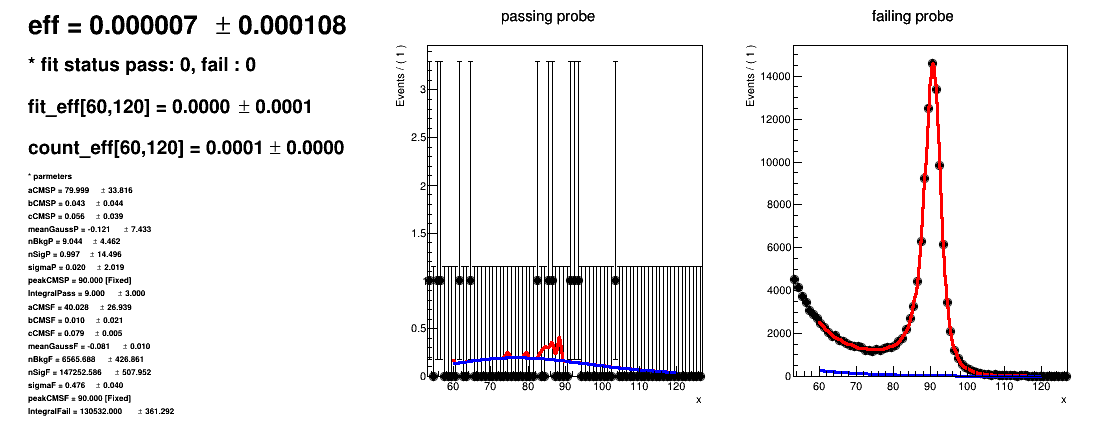 eff = 0.000007 ± 0.000108
* fit status pass: 0, fail : 0
fit_eff[60,120] = 0.0000 ± 0.0001
count_eff[60,120] = 0.0001 ± 0.0000
* parmeters
aCMSP = 79.999 ± 33.816
bCMSP = 0.043 ± 0.044
cCMSP = 0.056 ± 0.039
meanGaussP = -0.121 ± 7.433
nBkgP = 9.044 ± 4.462
nSigP = 0.997 ± 14.496
sigmaP = 0.020 ± 2.019
peakCMSP = 90.000 [Fixed]
IntegralPass = 9.000 ± 3.000
aCMSF = 40.028 ± 26.939
bCMSF = 0.010 ± 0.021
cCMSF = 0.079 ± 0.005
meanGaussF = -0.081 ± 0.010
nBkgF = 6565.688 ± 426.861
nSigF = 147252.586 ± 507.952
sigmaF = 0.476 ± 0.040
peakCMSF = 90.000 [Fixed]
IntegralFail = 130532.000 ± 361.292
passing probe
Events / ( 1 )
3
2.5
2
1.5
1
0.5
0
60 70 80 90 100 110 120
x
failing probe
Events / ( 1 )
14000
12000
10000
8000
6000
4000
2000
0
60 70 80 90 100 110 120
x